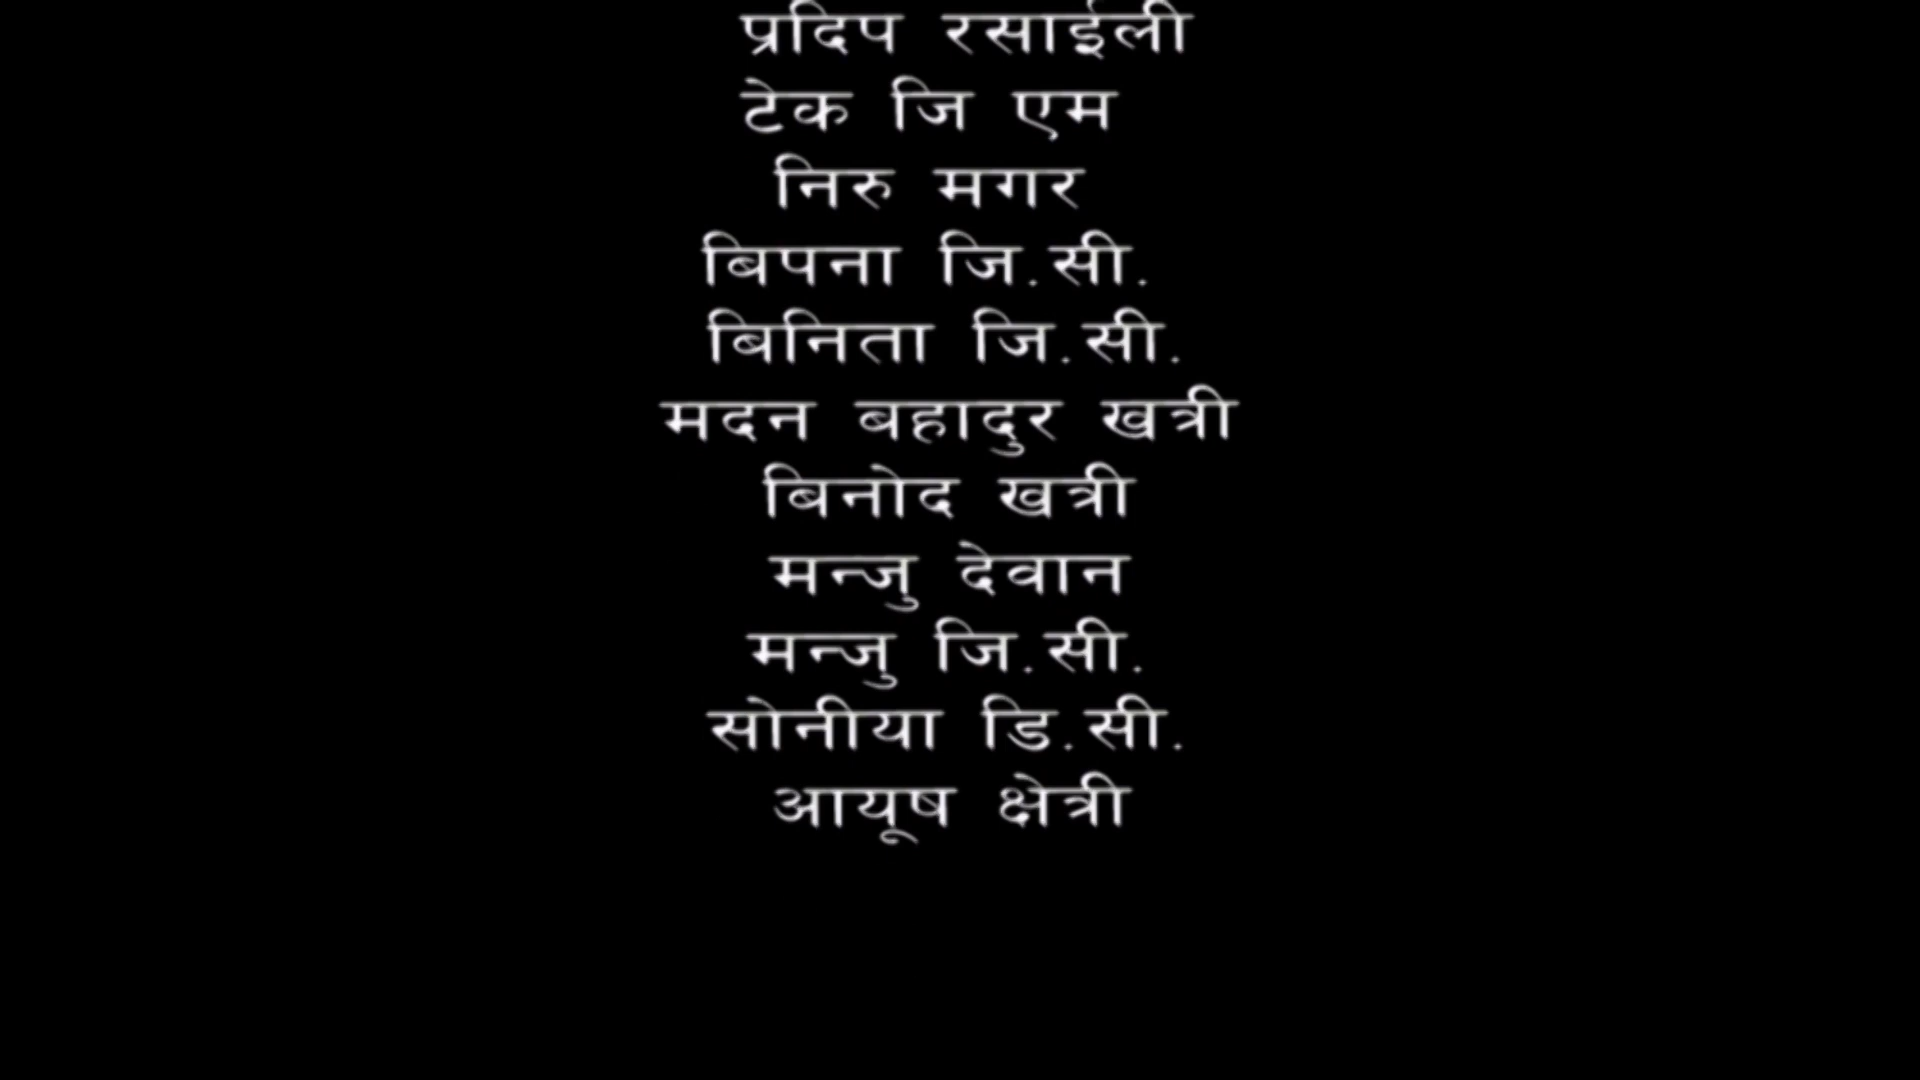 प्रदिप रसाईली
टेक जि एम
निरु मगर
बिपना जि.सी.
बिनिता जि.सी.
मदन बहादुर खत्री
बिनोद खत्री
मन्जु देवान
मन्जु जि.सी.
सोनीया डि.सी.
आयूष क्षेत्री